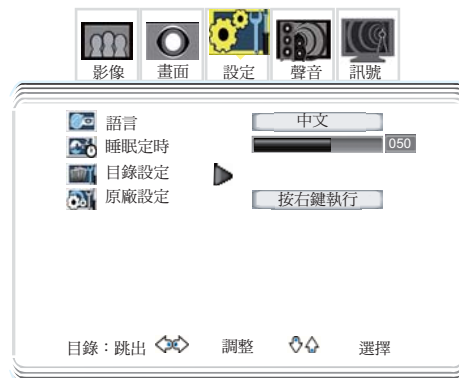 影像 畫面 設定 聲音 訊號
語言 中文
睡眠定時 050
目錄設定
原廠設定 按右鍵執行
目錄：跳出 調整 選擇